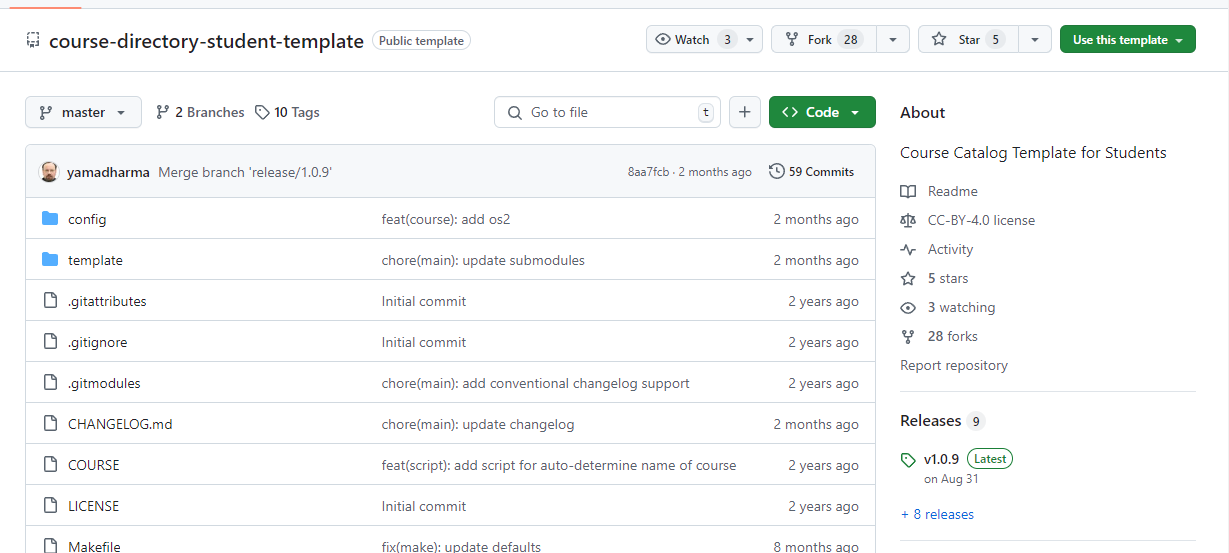 course-directory-student-template Public template Watch 3 Fork 28 Star 5 Use this template
master 2 Branches 10 Tags Go to file t Code
yamadharma Merge branch 'release/1.0.9' 8aa7fcb · 2 months ago 59 Commits
config feat(course): add os2 2 months ago
template chore(main): update submodules 2 months ago
.gitattributes Initial commit 2 years ago
.gitignore Initial commit 2 years ago
.gitmodules chore(main): add conventional changelog support 2 years ago
CHANGELOG.md chore(main): update changelog 2 months ago
COURSE feat(script): add script for auto-determine name of course 2 years ago
LICENSE Initial commit 2 years ago
Makefile fix(make): update defaults 8 months ago
About
Course Catalog Template for Students
Readme
CC-BY-4.0 license
Activity
5 stars
3 watching
28 forks
Report repository
Releases 9
v1.0.9 Latest
on Aug 31
+ 8 releases